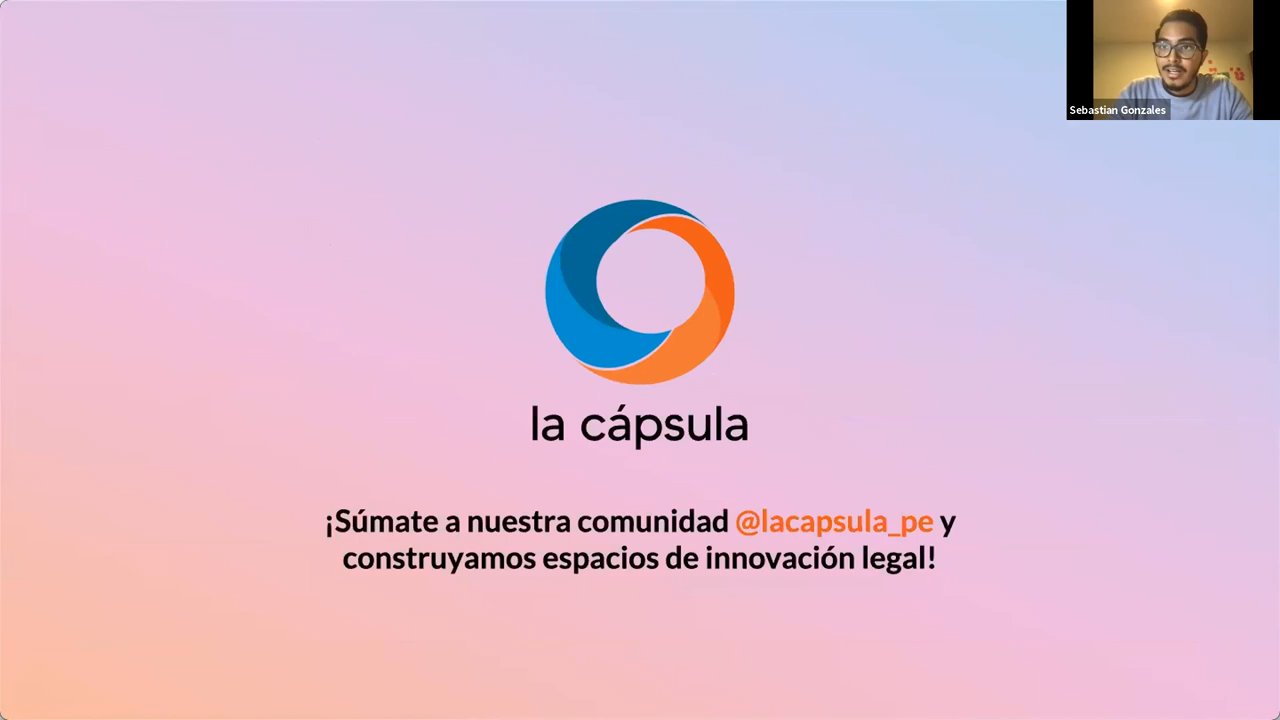 Sebastian Gonzales
la cápsula
¡Súmate a nuestra comunidad @lacapsula_pe y
construyamos espacios de innovación legal!